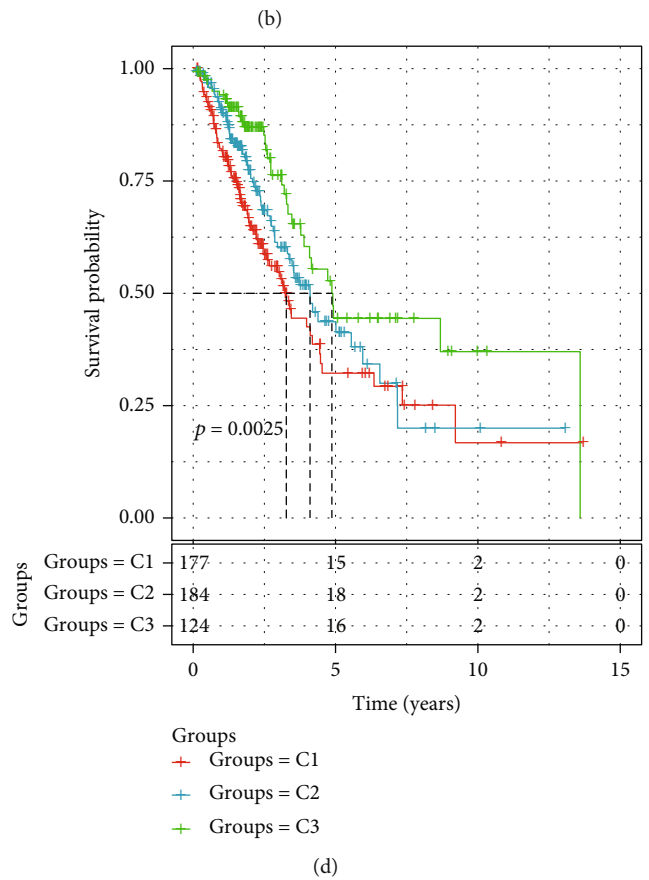 (b)
1.00
0.75
0.50
0.25
0.00
Survival probability
p = 0.0025
Groups
Groups = C1 177 15 2 0
Groups = C2 184 18 2 0
Groups = C3 124 16 2 0
0 5 10 15
Time (years)
Groups
Groups = C1
Groups = C2
Groups = C3
(d)